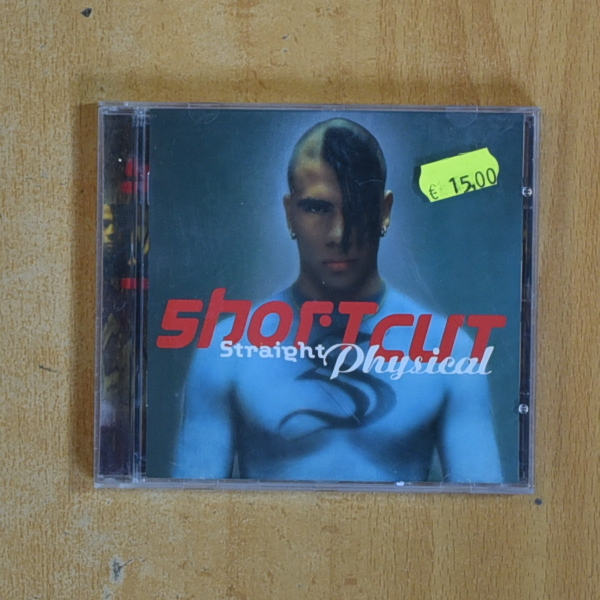 € 15,00
Shortcut
Straight Physical